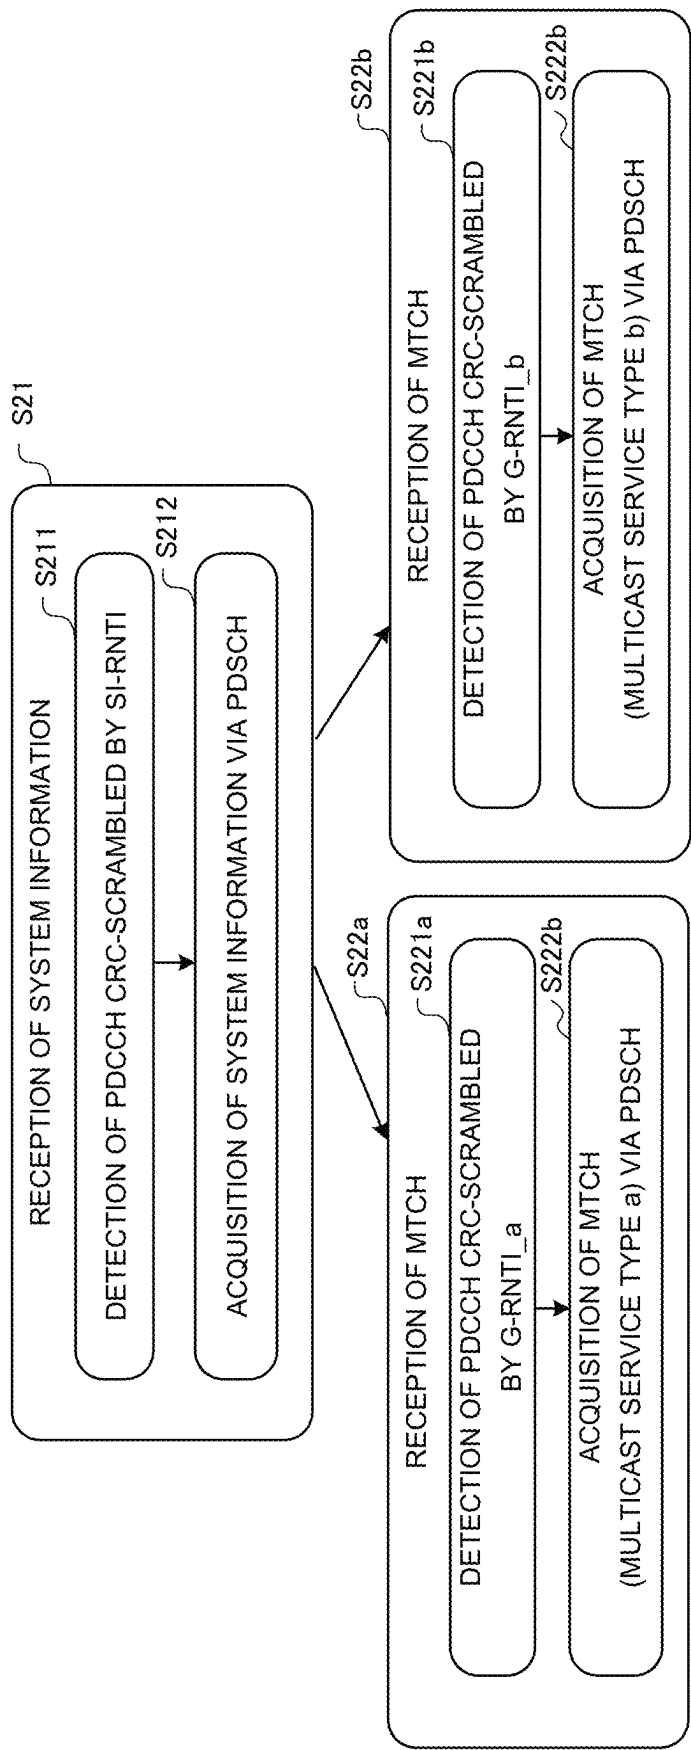 S21
RECEPTION OF SYSTEM INFORMATION
S211
DETECTION OF PDCCH CRC-SCRAMBLED BY SI-RNTI
S212
ACQUISITION OF SYSTEM INFORMATION VIA PDSCH
S22a
RECEPTION OF MTCH
S221a
DETECTION OF PDCCH CRC-SCRAMBLED
BY G-RNTI_a
S222b
ACQUISITION OF MTCH
(MULTICAST SERVICE TYPE a) VIA PDSCH
S22b
RECEPTION OF MTCH
S221b
DETECTION OF PDCCH CRC-SCRAMBLED
BY G-RNTI_b
S222b
ACQUISITION OF MTCH
(MULTICAST SERVICE TYPE b) VIA PDSCH